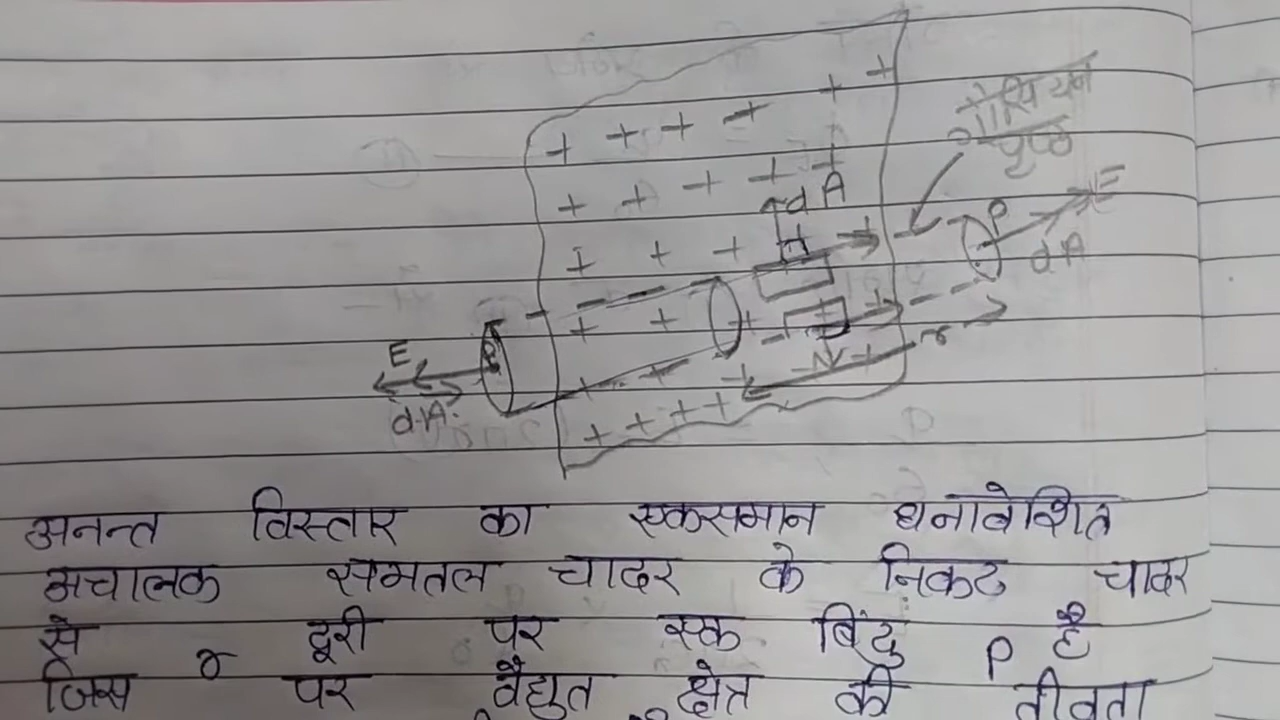 गॉसियन
पृष्ठ
dA
E
P
dA
E
dA
r
r
अनन्त विस्तार का एकसमान धनावेशित
अचालक समतल चादर के निकट चादर
से r दूरी पर एक बिंदु P है
जिस पर वैद्युत क्षेत्र की तीव्रता